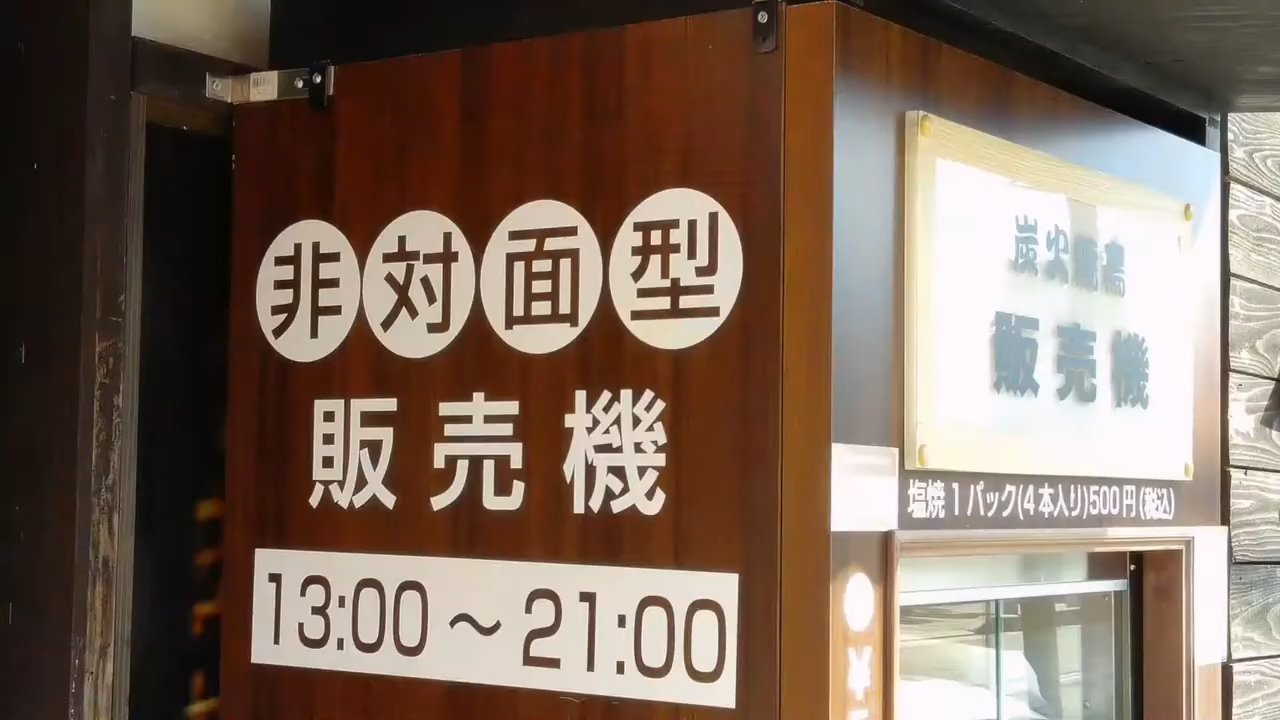 非対面型
販売機
13:00～21:00
炭火焼鳥
販売機
塩焼1パック(4本入り)500円(税込)
¥